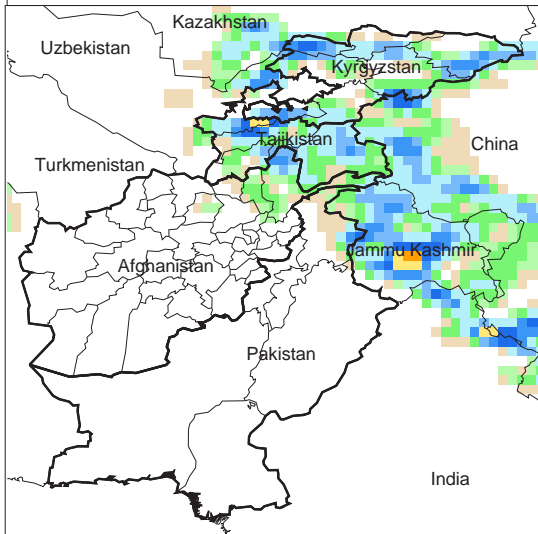 Kazakhstan
Uzbekistan
Kyrgyzstan
Tajikistan
China
Turkmenistan
Jammu Kashmir
Afghanistan
Pakistan
India